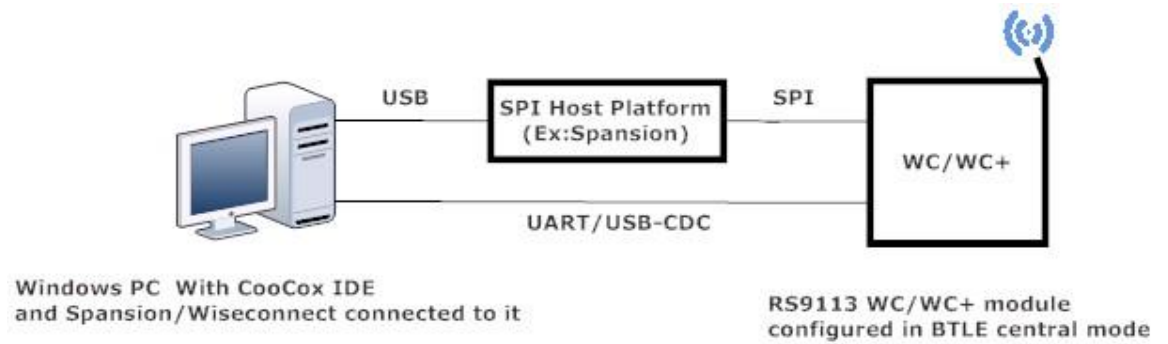 USB
SPI Host Platform
(Ex:Spansion)
SPI
WC/WC+
UART/USB-CDC
Windows PC With CooCox IDE
and Spansion/Wiseconnect connected to it
RS9113 WC/WC+ module
configured in BTLE central mode